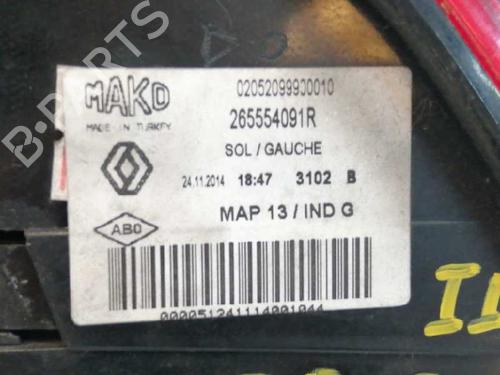 MAKO
MADE IN TURKEY
02052099900010
265554091R
SOL / GAUCHE
24.11.2014 18:47 3102 B
ABO
MAP 13 / IND G
000051241114001044
B-PARTS